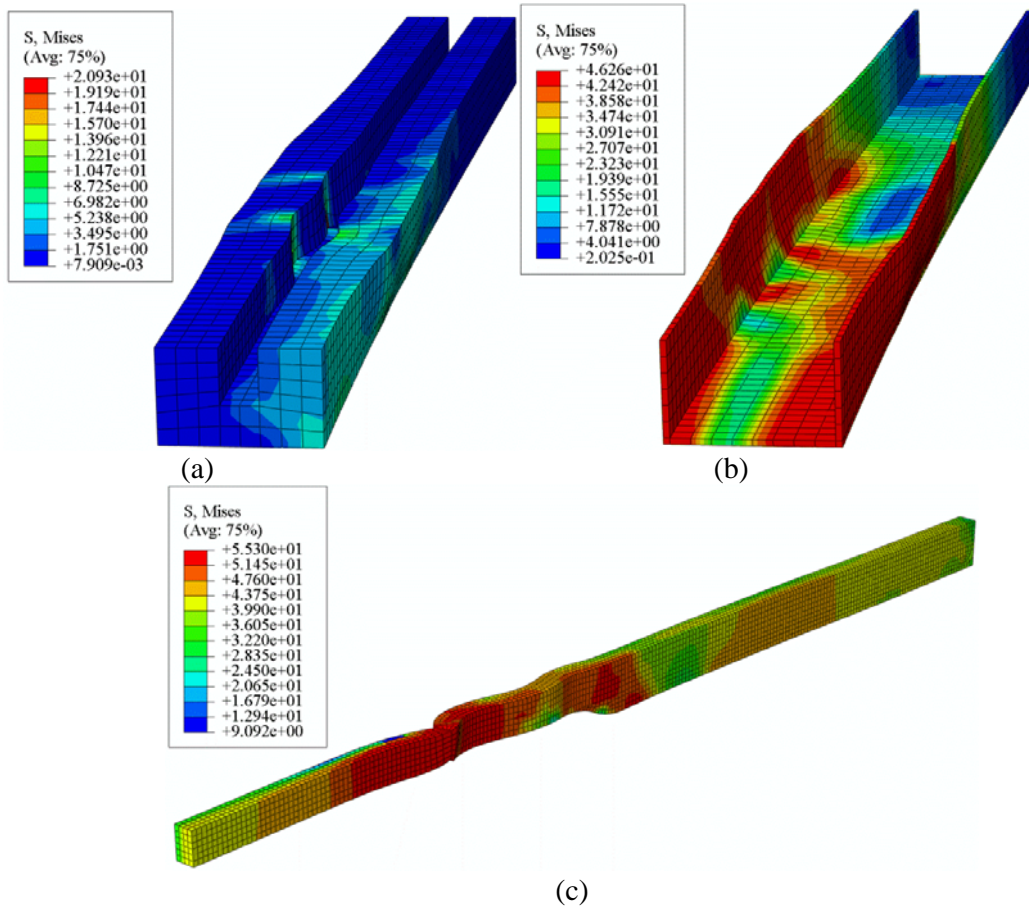 S, Mises
(Avg: 75%)
+2.093e+01
+1.919e+01
+1.744e+01
+1.570e+01
+1.396e+01
+1.221e+01
+1.047e+01
+8.725e+00
+6.982e+00
+5.238e+00
+3.495e+00
+1.751e+00
+7.909e-03
(a)
S, Mises
(Avg: 75%)
+4.626e+01
+4.242e+01
+3.858e+01
+3.474e+01
+3.091e+01
+2.707e+01
+2.323e+01
+1.939e+01
+1.555e+01
+1.172e+01
+7.878e+00
+4.041e+00
+2.025e-01
(b)
S, Mises
(Avg: 75%)
+5.530e+01
+5.145e+01
+4.760e+01
+4.375e+01
+3.990e+01
+3.605e+01
+3.220e+01
+2.835e+01
+2.450e+01
+2.065e+01
+1.679e+01
+1.294e+01
+9.092e+00
(c)